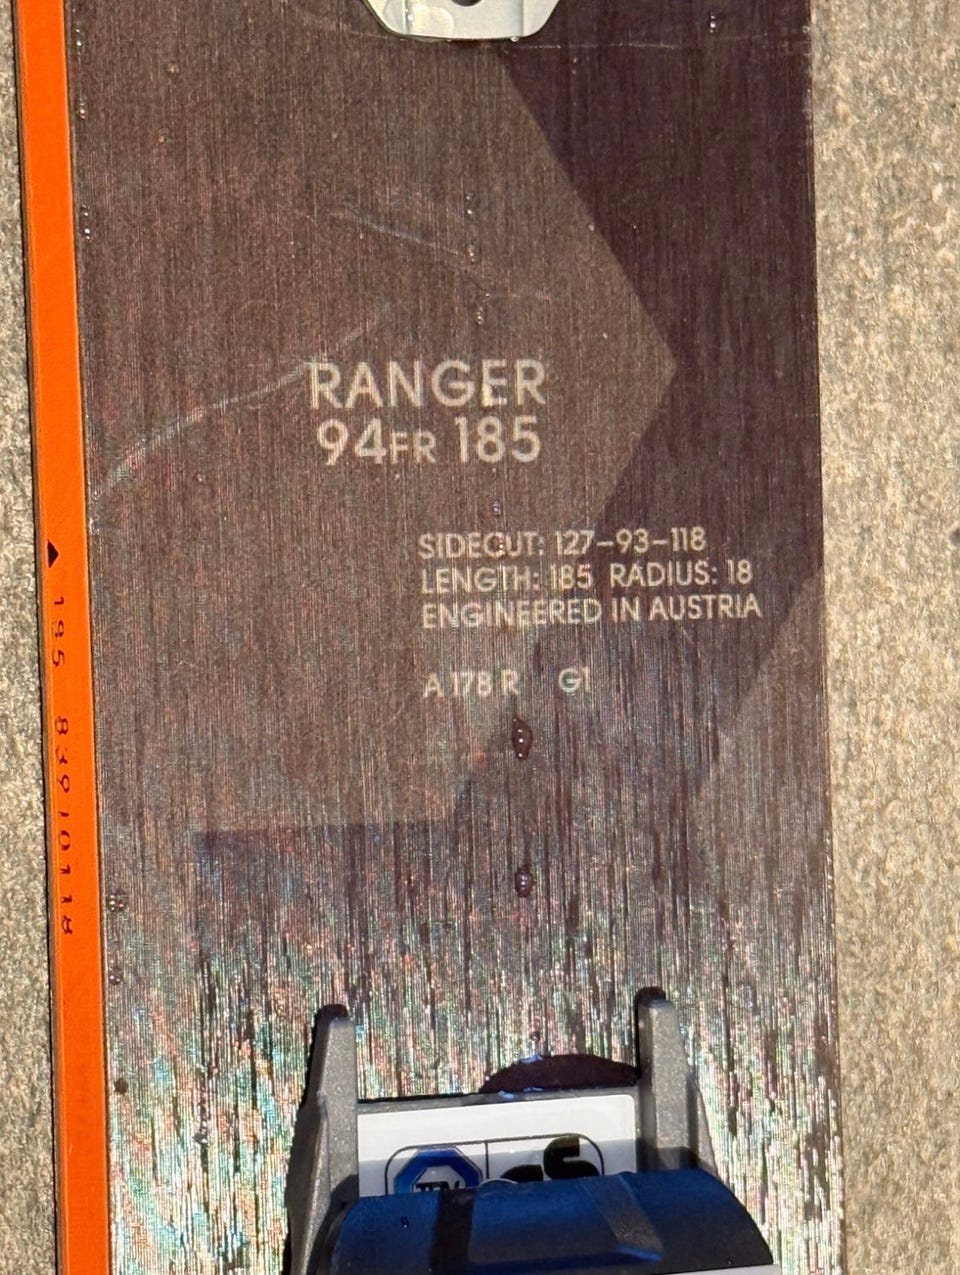 RANGER
94FR 185
SIDECUT: 127–93–118
LENGTH: 185 RADIUS: 18
ENGINEERED IN AUSTRIA
A 178 R G1
185 83910118